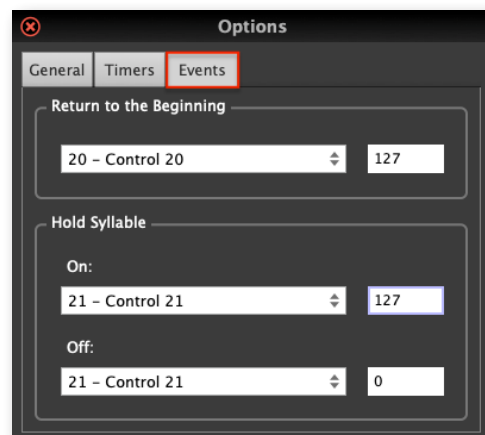 Options
General Timers Events
Return to the Beginning
20 – Control 20 127
Hold Syllable
On:
21 – Control 21 127
Off:
21 – Control 21 0